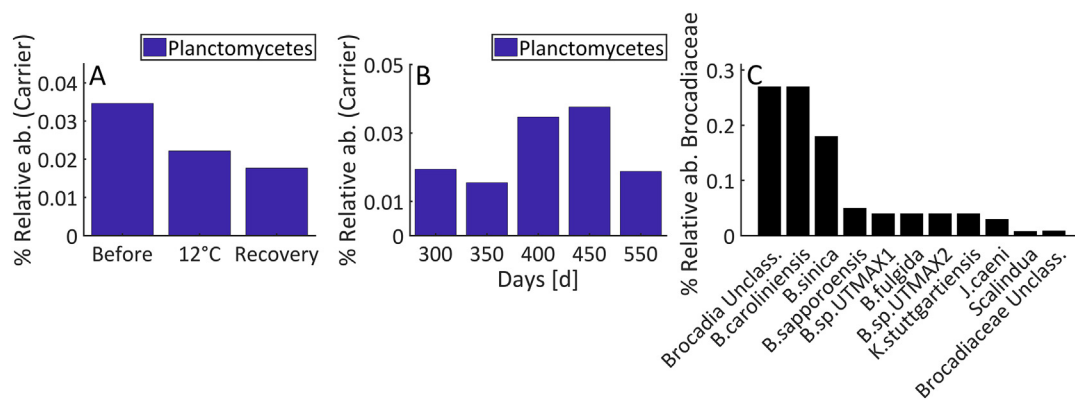 Planctomycetes
A
% Relative ab. (Carrier)
0.04
0.03
0.02
0.01
0
Before 12°C Recovery
Planctomycetes
B
% Relative ab. (Carrier)
0.05
0.03
0.01
0
300 350 400 450 550
Days [d]
C
% Relative ab. Brocadiaceae
0.3
0.2
0.1
0
Brocadia Unclass.
B.caroliniensis
B.sinica
B.sapporoensis
B.sp.UTMAX1
B.fulgida
B.sp.UTMAX2
K.stuttgartiensis
J.caeni
Scalindua
Brocadiaceae Unclass.